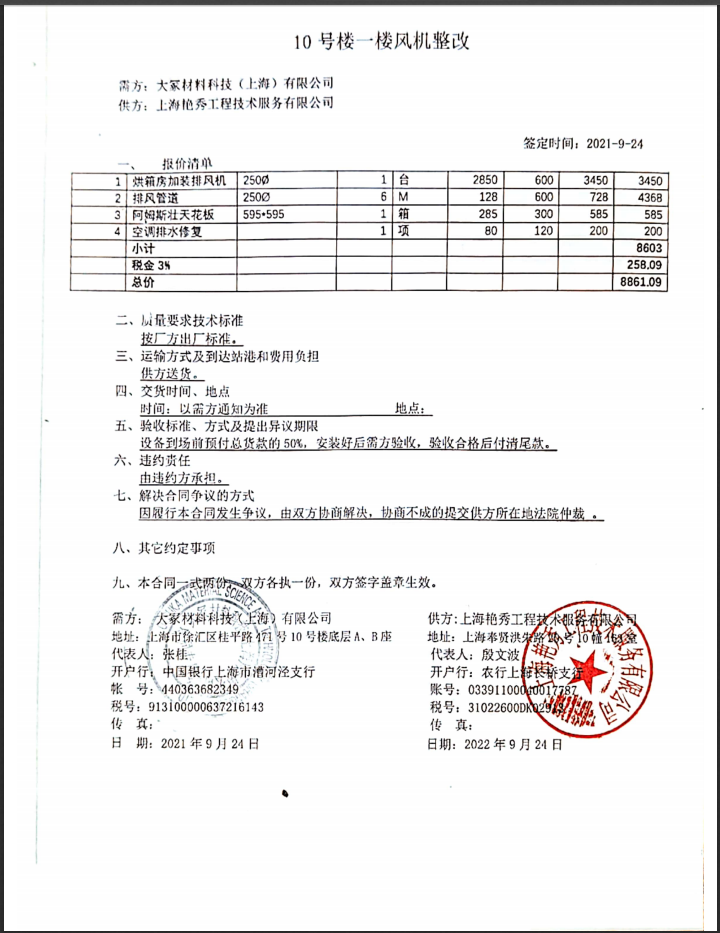 10 号楼一楼风机整改
需方：大冢材料科技（上海）有限公司
供方：上海艳秀工程技术服务有限公司
签定时间：2021-9-24
一、 报价清单
1 烘箱房加装排风机 250Ø 1 台 2850 600 3450 3450
2 排风管道 250Ø 6 M 128 600 728 4368
3 阿姆斯壮天花板 595*595 1 箱 285 300 585 585
4 空调排水修复 1 项 80 120 200 200
小计 8603
税金 3% 258.09
总价 8861.09
二、质量要求技术标准
按厂方出厂标准。
三、运输方式及到达站港和费用负担
供方送货。
四、交货时间、地点
时间：以需方通知为准 地点：
五、验收标准、方式及提出异议期限
设备到场前预付总货款的 50%，安装好后需方验收，验收合格后付清尾款。
六、违约责任
由违约方承担。
七、解决合同争议的方式
因履行本合同发生争议，由双方协商解决，协商不成的提交供方所在地法院仲裁 。
八、其它约定事项
九、本合同一式两份，双方各执一份，双方签字盖章生效。
需方：大冢材料科技（上海）有限公司 供方:上海艳秀工程技术服务有限公司
地址：上海市徐汇区桂平路 471 号 10 号楼底层 A、B 座 地址：上海奉贤洪朱路 号 10 幢 室
代表人：张桂 代表人：殷文波
开户行：中国银行上海市漕河泾支行 开户行：农行上海长桥支行
帐 号：440363682349 账号：03391100040017787
税号：913100000637216143 税号：31022600DK029
传 真： 传 真：
日 期：2021 年 9 月 24 日 日期：2022 年 9 月 24 日